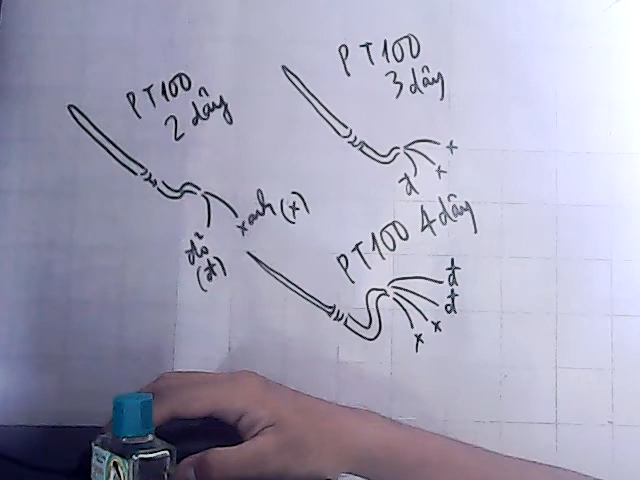 PT100
2 dây
xanh (x)
đỏ
(đ)
PT100
3 dây
x
x
đ
PT100 4 dây
đ
đ
x
x